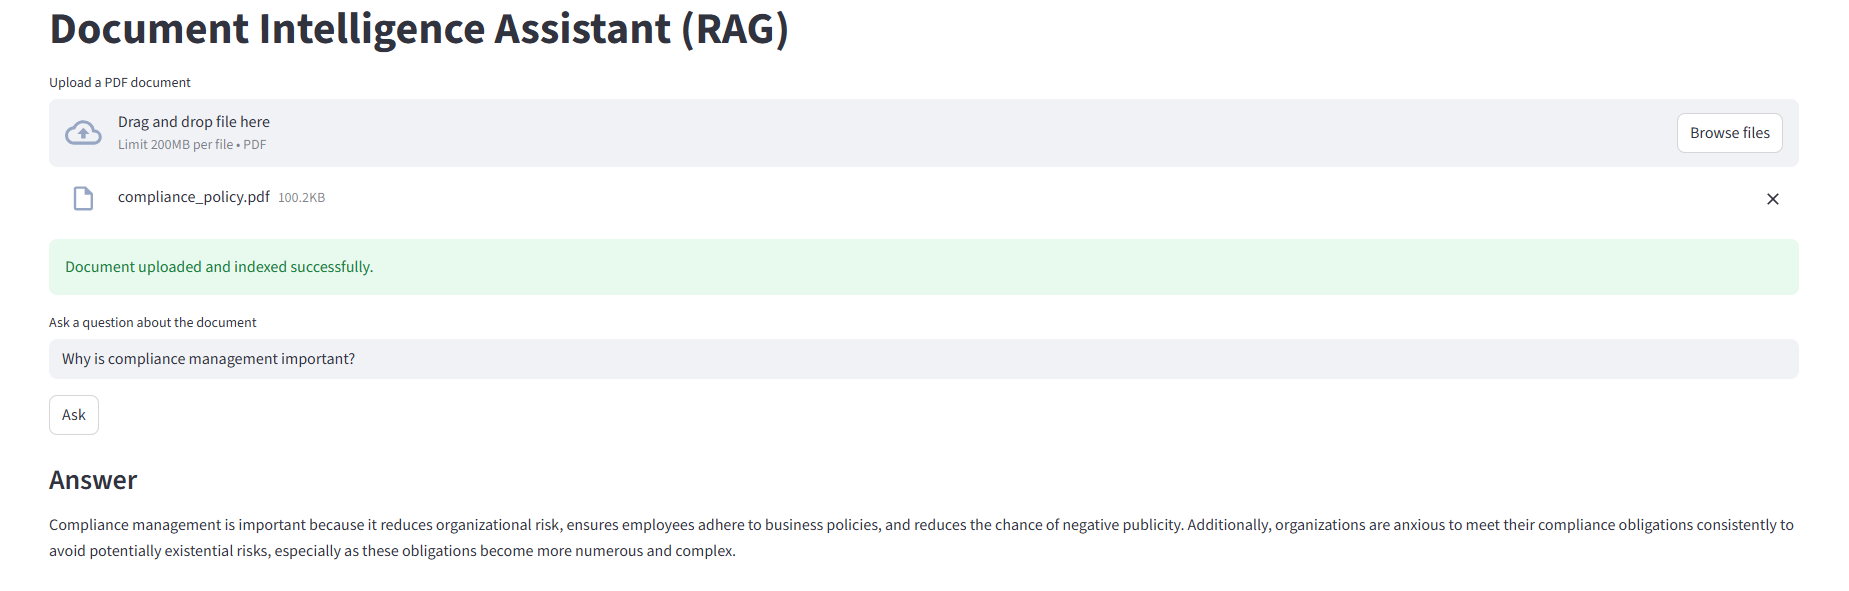 Document Intelligence Assistant (RAG)
Upload a PDF document
Drag and drop file here
Limit 200MB per file • PDF
Browse files
compliance_policy.pdf 100.2KB
Document uploaded and indexed successfully.
Ask a question about the document
Why is compliance management important?
Ask
Answer
Compliance management is important because it reduces organizational risk, ensures employees adhere to business policies, and reduces the chance of negative publicity. Additionally, organizations are anxious to meet their compliance obligations consistently to
avoid potentially existential risks, especially as these obligations become more numerous and complex.